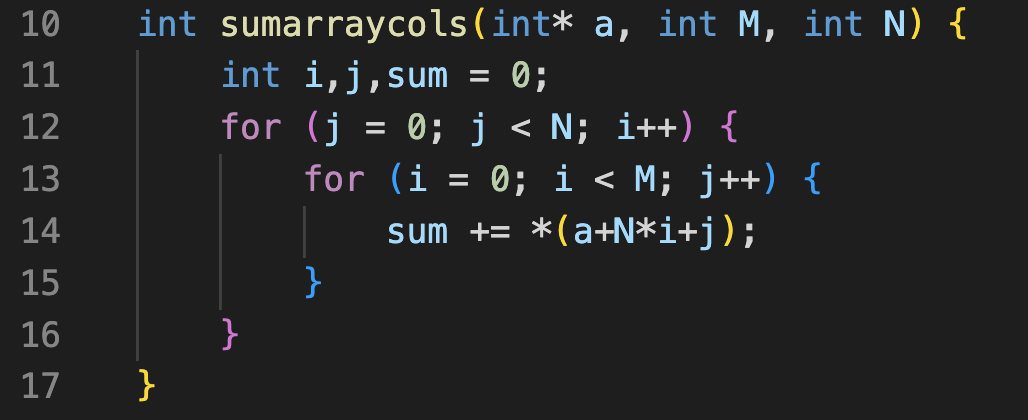 10 int sumarraycols(int* a, int M, int N) {
11 int i,j,sum = 0;
12 for (j = 0; j < N; i++) {
13 for (i = 0; i < M; j++) {
14 sum += *(a+N*i+j);
15 }
16 }
17 }